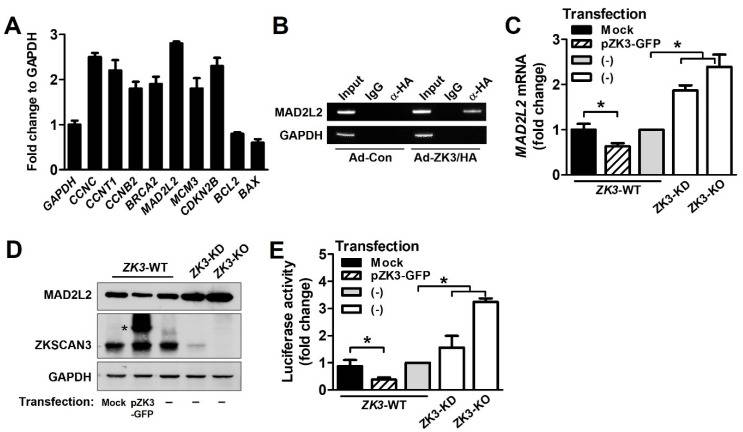 A
Fold change to GAPDH
3
2
1
0
GAPDH
CCNC
CCNT1
CCNB2
BRCA2
MAD2L2
MCM3
CDKN2B
BCL2
BAX
B
Input
IgG
α-HA
Input
IgG
α-HA
MAD2L2
GAPDH
Ad-Con
Ad-ZK3/HA
C
Transfection
Mock
pZK3-GFP
(-)
(-)
MAD2L2 mRNA
(fold change)
3
2
1
0
*
*
ZK3-WT
ZK3-KD
ZK3-KO
D
ZK3-WT
ZK3-KD
ZK3-KO
MAD2L2
*
ZKSCAN3
GAPDH
Transfection: Mock pZK3 – – –
-GFP
E
Transfection
Mock
pZK3-GFP
(-)
(-)
Luciferase activity
(fold change)
5
4
3
2
1
0
*
*
ZK3-WT
ZK3-KD
ZK3-KO